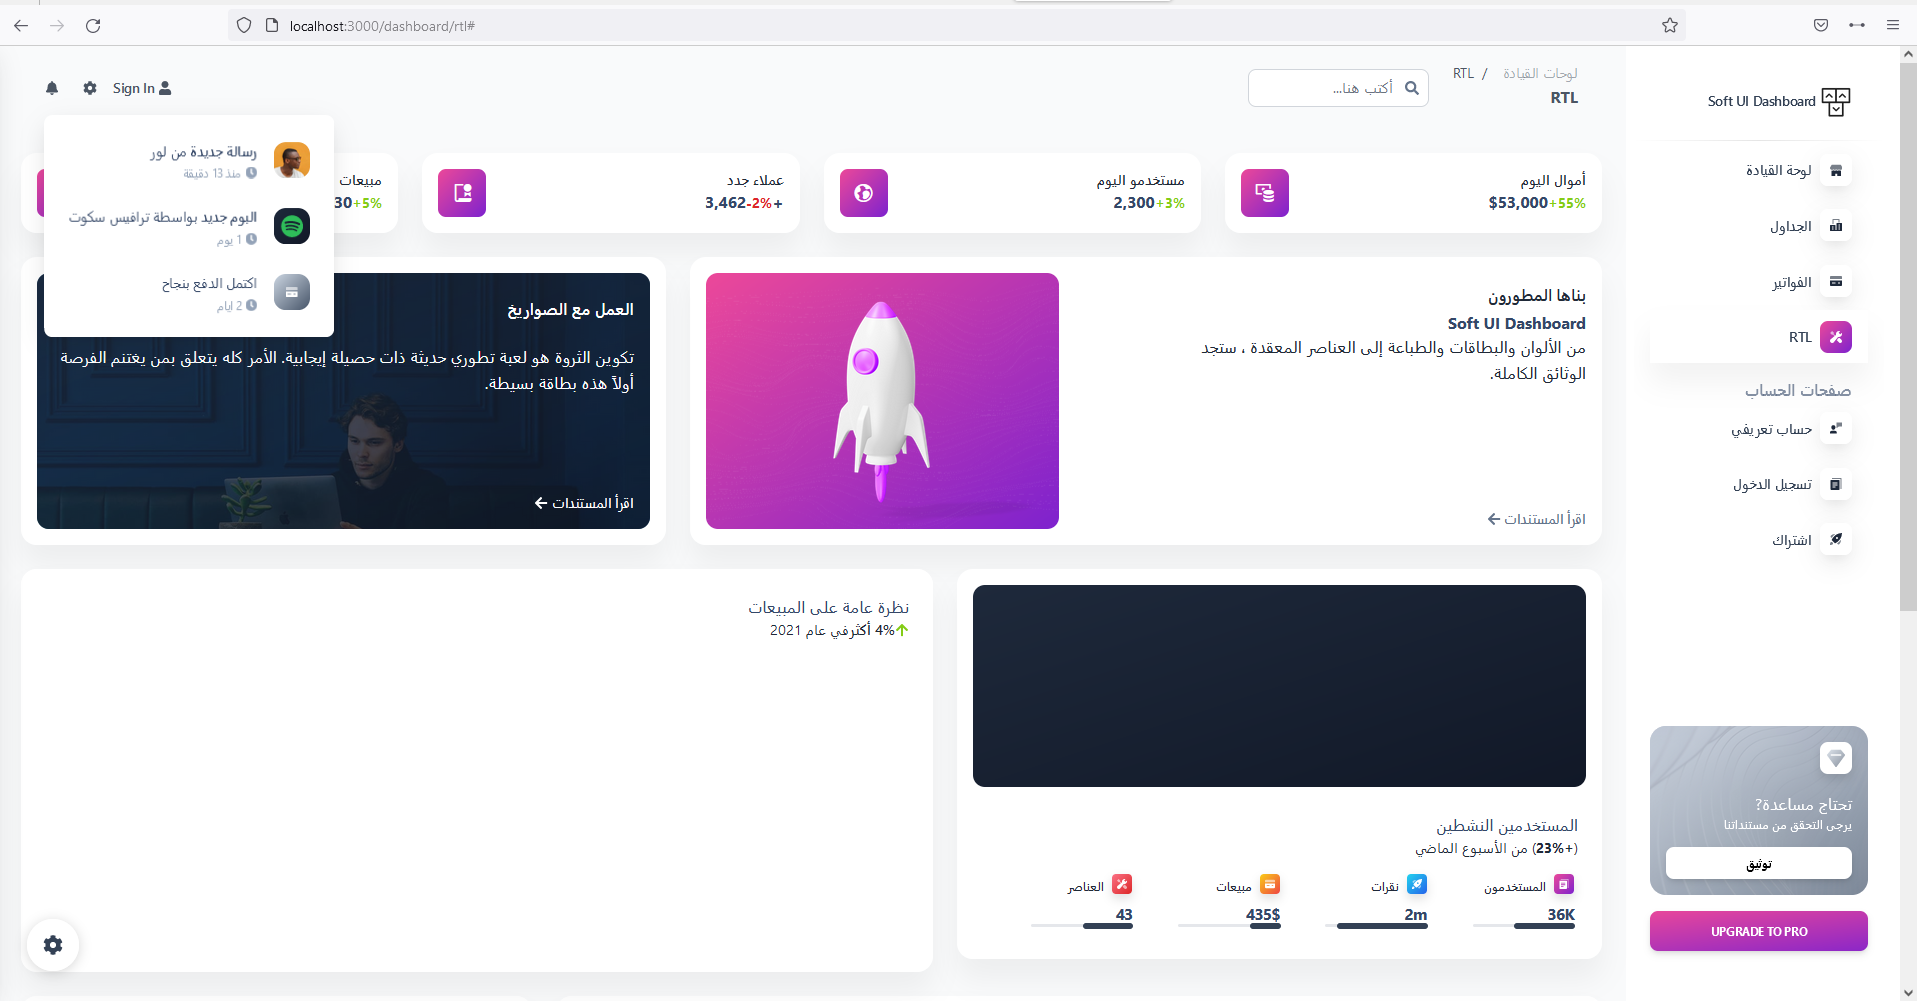 localhost:3000/dashboard/rtl#
Soft UI Dashboard
لوحة القيادة
الجداول
الفواتير
RTL
صفحات الحساب
حساب تعريفي
تسجيل الدخول
اشتراك
تحتاج مساعدة?
يرجى التحقق من مستنداتنا
توثيق
UPGRADE TO PRO
لوحات القيادة / RTL
RTL
أكتب هنا...
Sign In
رسالة جديدة من لور
منذ 13 دقيقة
البوم جديد بواسطة ترافيس سكوت
1 يوم
اكتمل الدفع بنجاح
2 ايام
أموال اليوم
$53,000+55%
مستخدمو اليوم
2,300+3%
عملاء جدد
3,462-2%+
مبيعات
30+5%
بناها المطورون
Soft UI Dashboard
من الألوان والبطاقات والطباعة إلى العناصر المعقدة ، ستجد
الوثائق الكاملة.
اقرأ المستندات
العمل مع الصواريخ
تكوين الثروة هو لعبة تطوري حديثة ذات حصيلة إيجابية. الأمر كله يتعلق بمن يغتنم الفرصة
أولاً هذه بطاقة بسيطة.
اقرأ المستندات
المستخدمين النشطين
(+23%) من الأسبوع الماضي
المستخدمون
36K
نقرات
2m
مبيعات
435$
العناصر
43
نظرة عامة على المبيعات
4% أكثرفي عام 2021